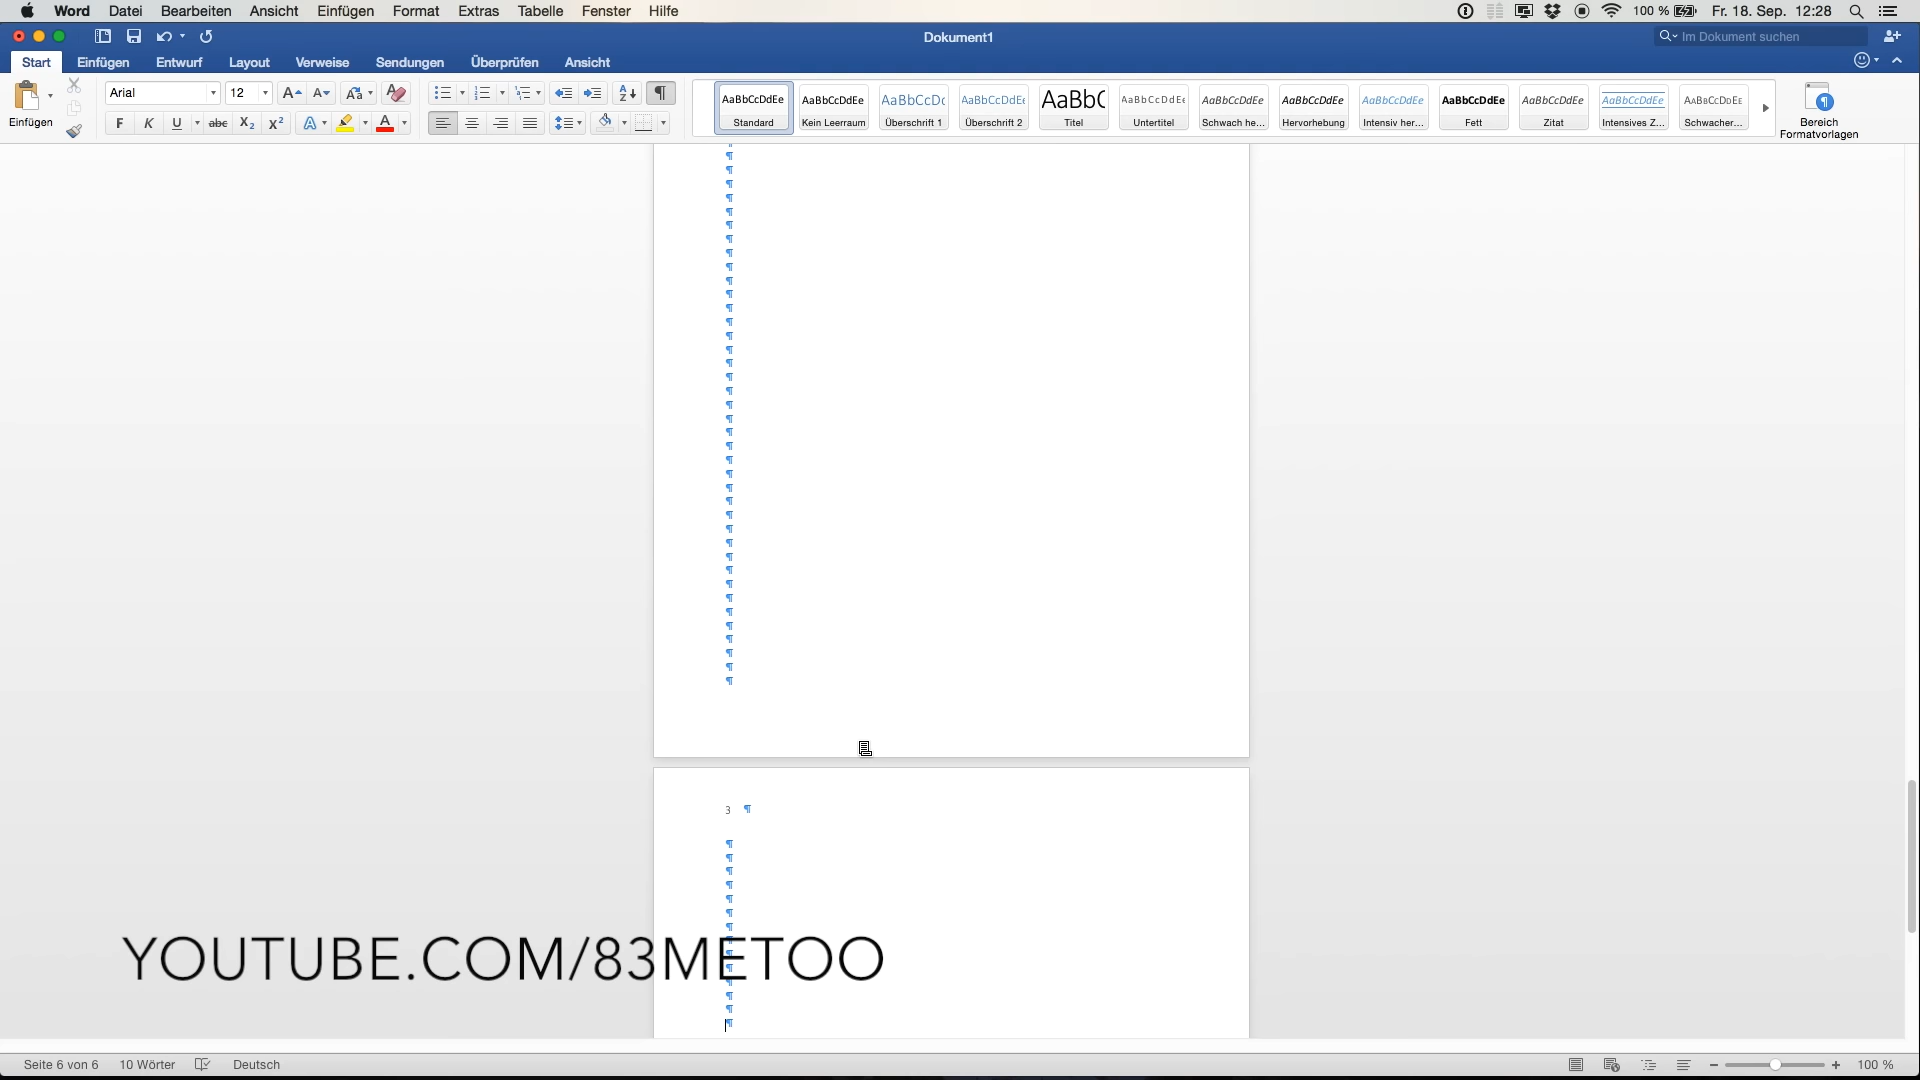 Word Datei Bearbeiten Ansicht Einfügen Format Extras Tabelle Fenster Hilfe 100 % Fr. 18. Sep. 12:28
Dokument1 Im Dokument suchen
Start Einfügen Entwurf Layout Verweise Sendungen Überprüfen Ansicht
Arial 12
Einfügen
F K U abc X₂ X²
AaBbCcDdEe AaBbCcDdEe AaBbCcDc AaBbCcDdEe AaBbC AaBbCcDdEe AaBbCcDdEe AaBbCcDdEe AaBbCcDdEe AaBbCcDdEe AaBbCcDdEe AaBbCcDdEe AaBbCcDdEe
Standard Kein Leerraum Überschrift 1 Überschrift 2 Titel Untertitel Schwach he... Hervorhebung Intensiv her... Fett Zitat Intensives Z... Schwacher...
Bereich
Formatvorlagen
3 ¶
YOUTUBE.COM/83METOO
Seite 6 von 6 10 Wörter Deutsch 100 %